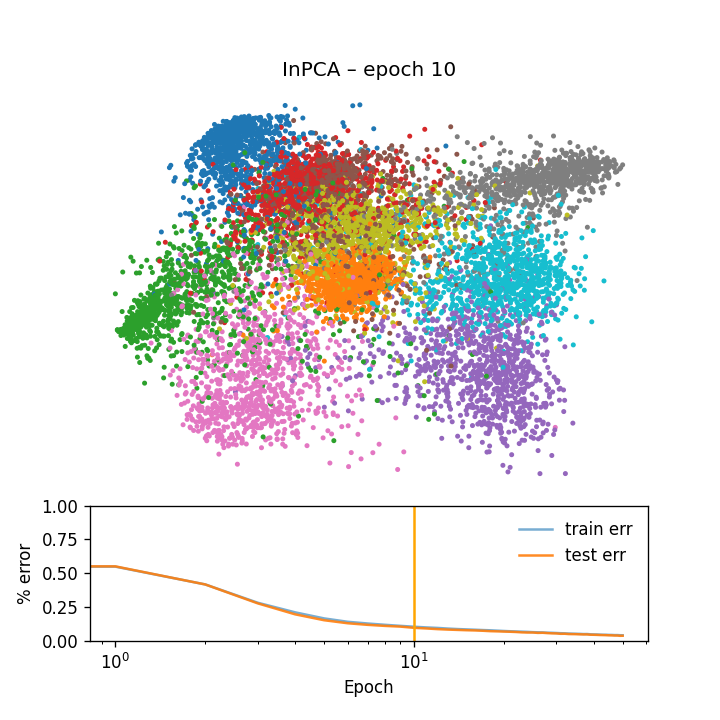 InPCA – epoch 10
1.00
0.75
0.50
0.25
0.00
% error
train err
test err
10⁰
10¹
Epoch